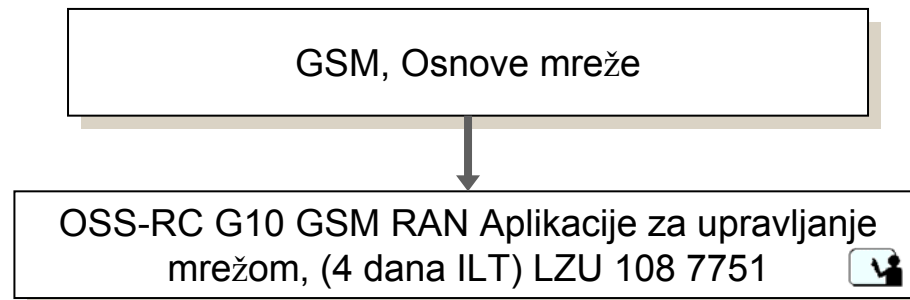 GSM, Osnove mreže
OSS-RC G10 GSM RAN Aplikacije za upravljanje
mrežom, (4 dana ILT) LZU 108 7751